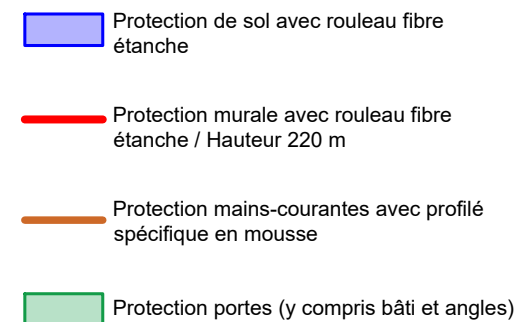 Protection de sol avec rouleau fibre
étanche
Protection murale avec rouleau fibre
étanche / Hauteur 220 m
Protection mains-courantes avec profilé
spécifique en mousse
Protection portes (y compris bâti et angles)